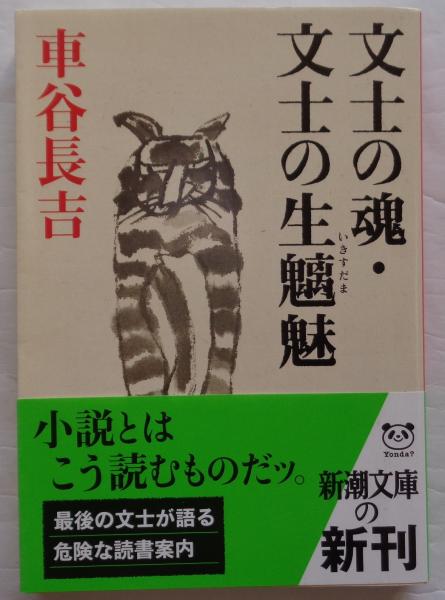 文士の魂・
文士の生魑魅
いきすだま
車谷長吉
小説とは
こう読むものだッ。
最後の文士が語る
危険な読書案内
Yonda?
新潮文庫
の
新刊